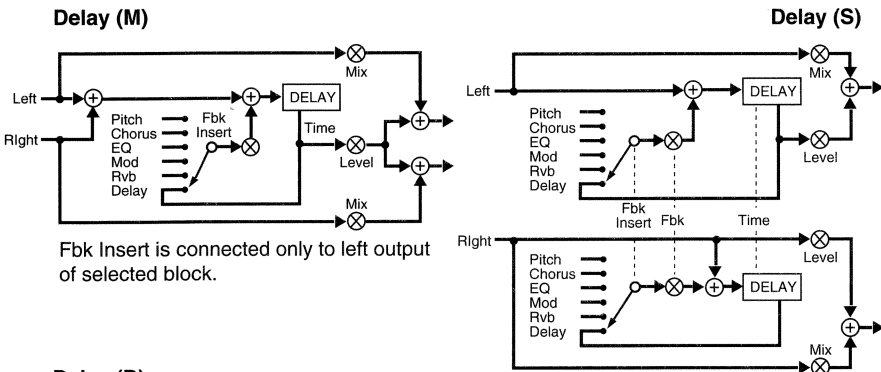 Delay (M)
Mix
Left
DELAY
Pitch
Chorus
EQ
Mod
Rvb
Delay
Fbk
Insert
Time
RIght
Level
Mix
Fbk Insert is connected only to left output
of selected block.
Delay (S)
Mix
Left
DELAY
Pitch
Chorus
EQ
Mod
Rvb
Delay
Level
Fbk
Insert
Fbk
Time
RIght
Level
Pitch
Chorus
EQ
Mod
Rvb
Delay
DELAY
Mix